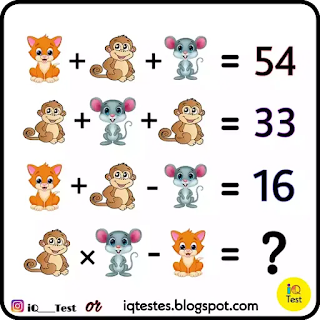 + + = 54
+ + = 33
+ - = 16
× - = ?
iQ Test
iQ___Test or iqtestes.blogspot.com